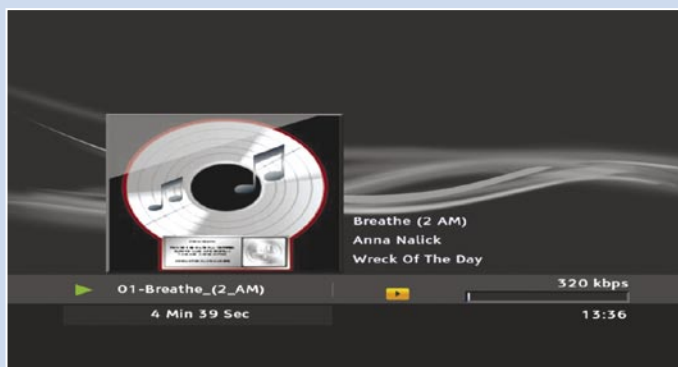 Breathe (2 AM)
Anna Nalick
Wreck Of The Day
01-Breathe_(2_AM)
320 kbps
4 Min 39 Sec
13:36